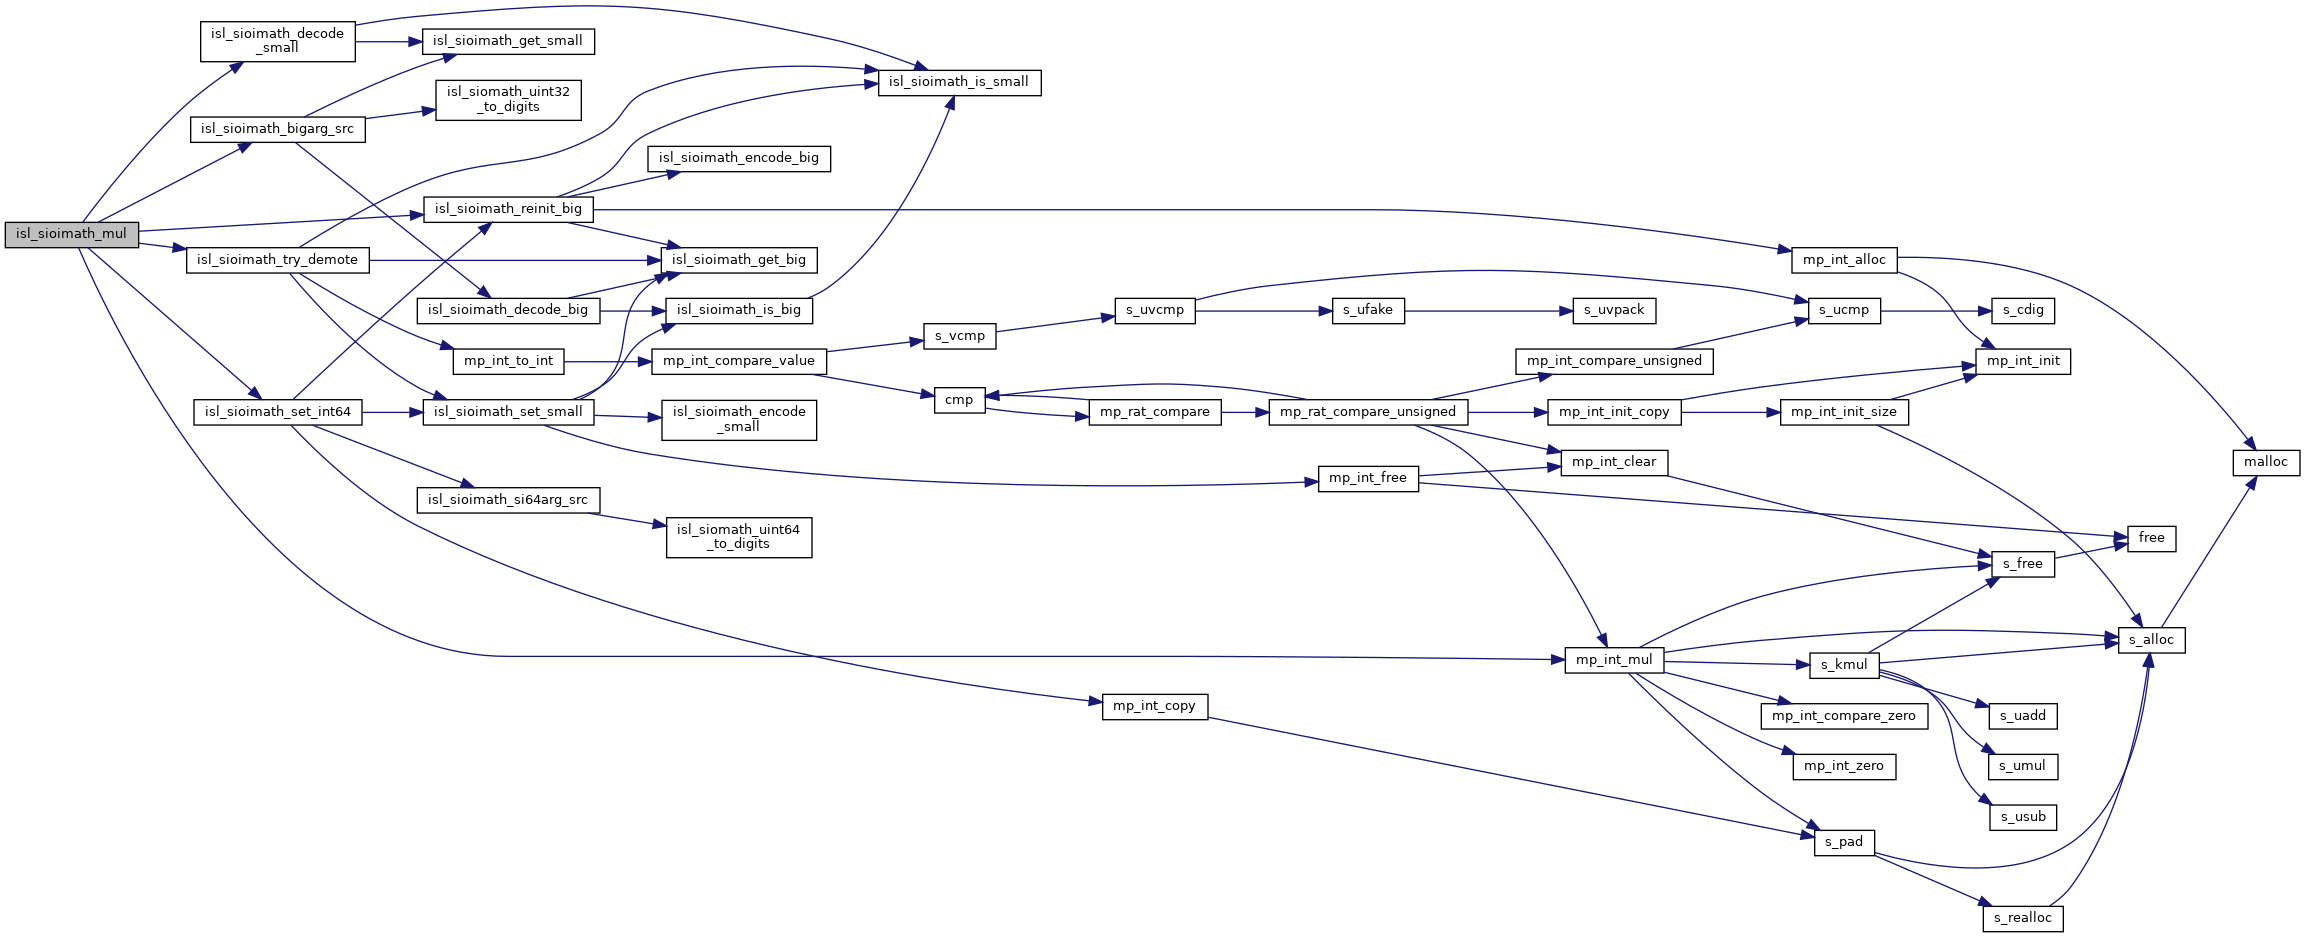 isl_sioimath_mul
isl_sioimath_decode
_small
isl_sioimath_bigarg_src
isl_sioimath_try_demote
isl_sioimath_set_int64
isl_sioimath_get_small
isl_siomath_uint32
_to_digits
isl_sioimath_reinit_big
isl_sioimath_decode_big
mp_int_to_int
isl_sioimath_set_small
isl_sioimath_si64arg_src
isl_sioimath_encode_big
isl_sioimath_get_big
isl_sioimath_is_big
mp_int_compare_value
isl_sioimath_encode
_small
isl_siomath_uint64
_to_digits
isl_sioimath_is_small
s_vcmp
cmp
s_uvcmp
mp_rat_compare
mp_int_copy
s_ufake
mp_rat_compare_unsigned
mp_int_free
s_uvpack
mp_int_compare_unsigned
mp_int_init_copy
mp_int_clear
mp_int_mul
mp_int_alloc
s_ucmp
mp_int_init_size
s_kmul
mp_int_compare_zero
mp_int_zero
s_pad
s_cdig
mp_int_init
s_free
s_uadd
s_umul
s_usub
s_realloc
free
s_alloc
malloc